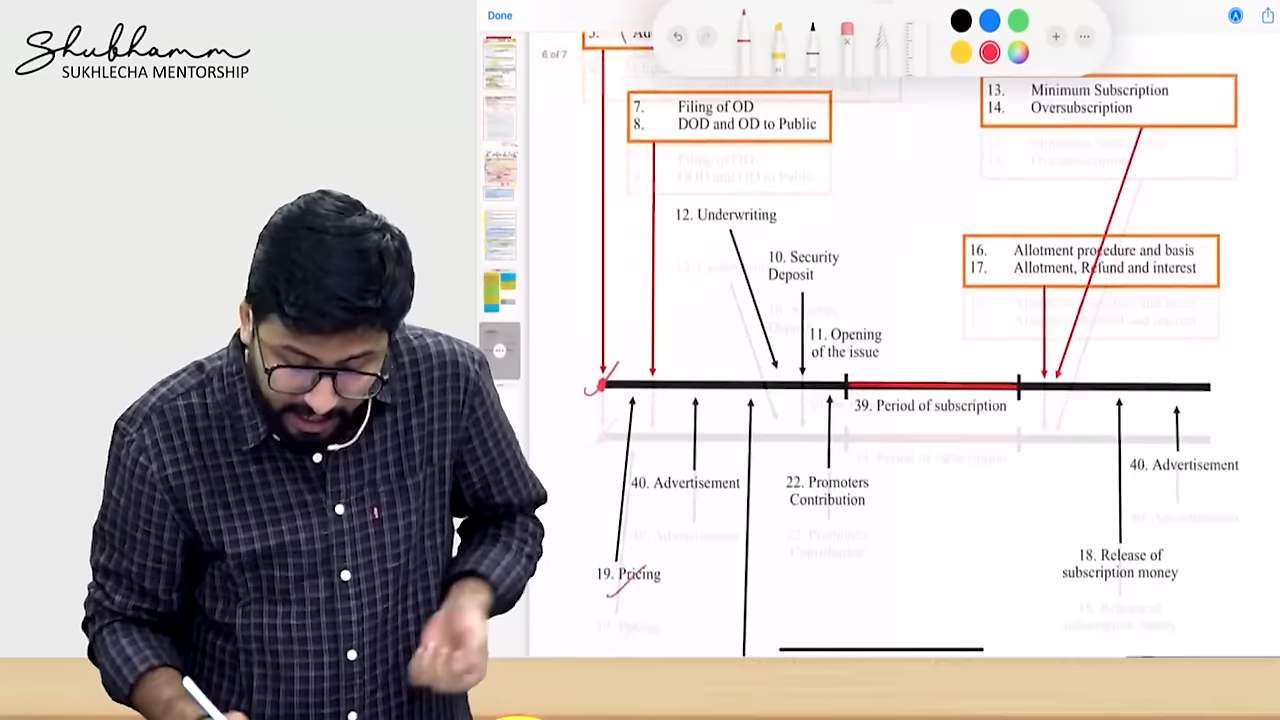 Shubhamm
SUKHLECHA MENTORSHIP
Done
6 of 7
7. Filing of OD
8. DOD and OD to Public
13. Minimum Subscription
14. Oversubscription
12. Underwriting
10. Security
Deposit
16. Allotment procedure and basis
17. Allotment, Refund and interest
11. Opening
of the issue
39. Period of subscription
40. Advertisement
22. Promoters
Contribution
40. Advertisement
19. Pricing
18. Release of
subscription money